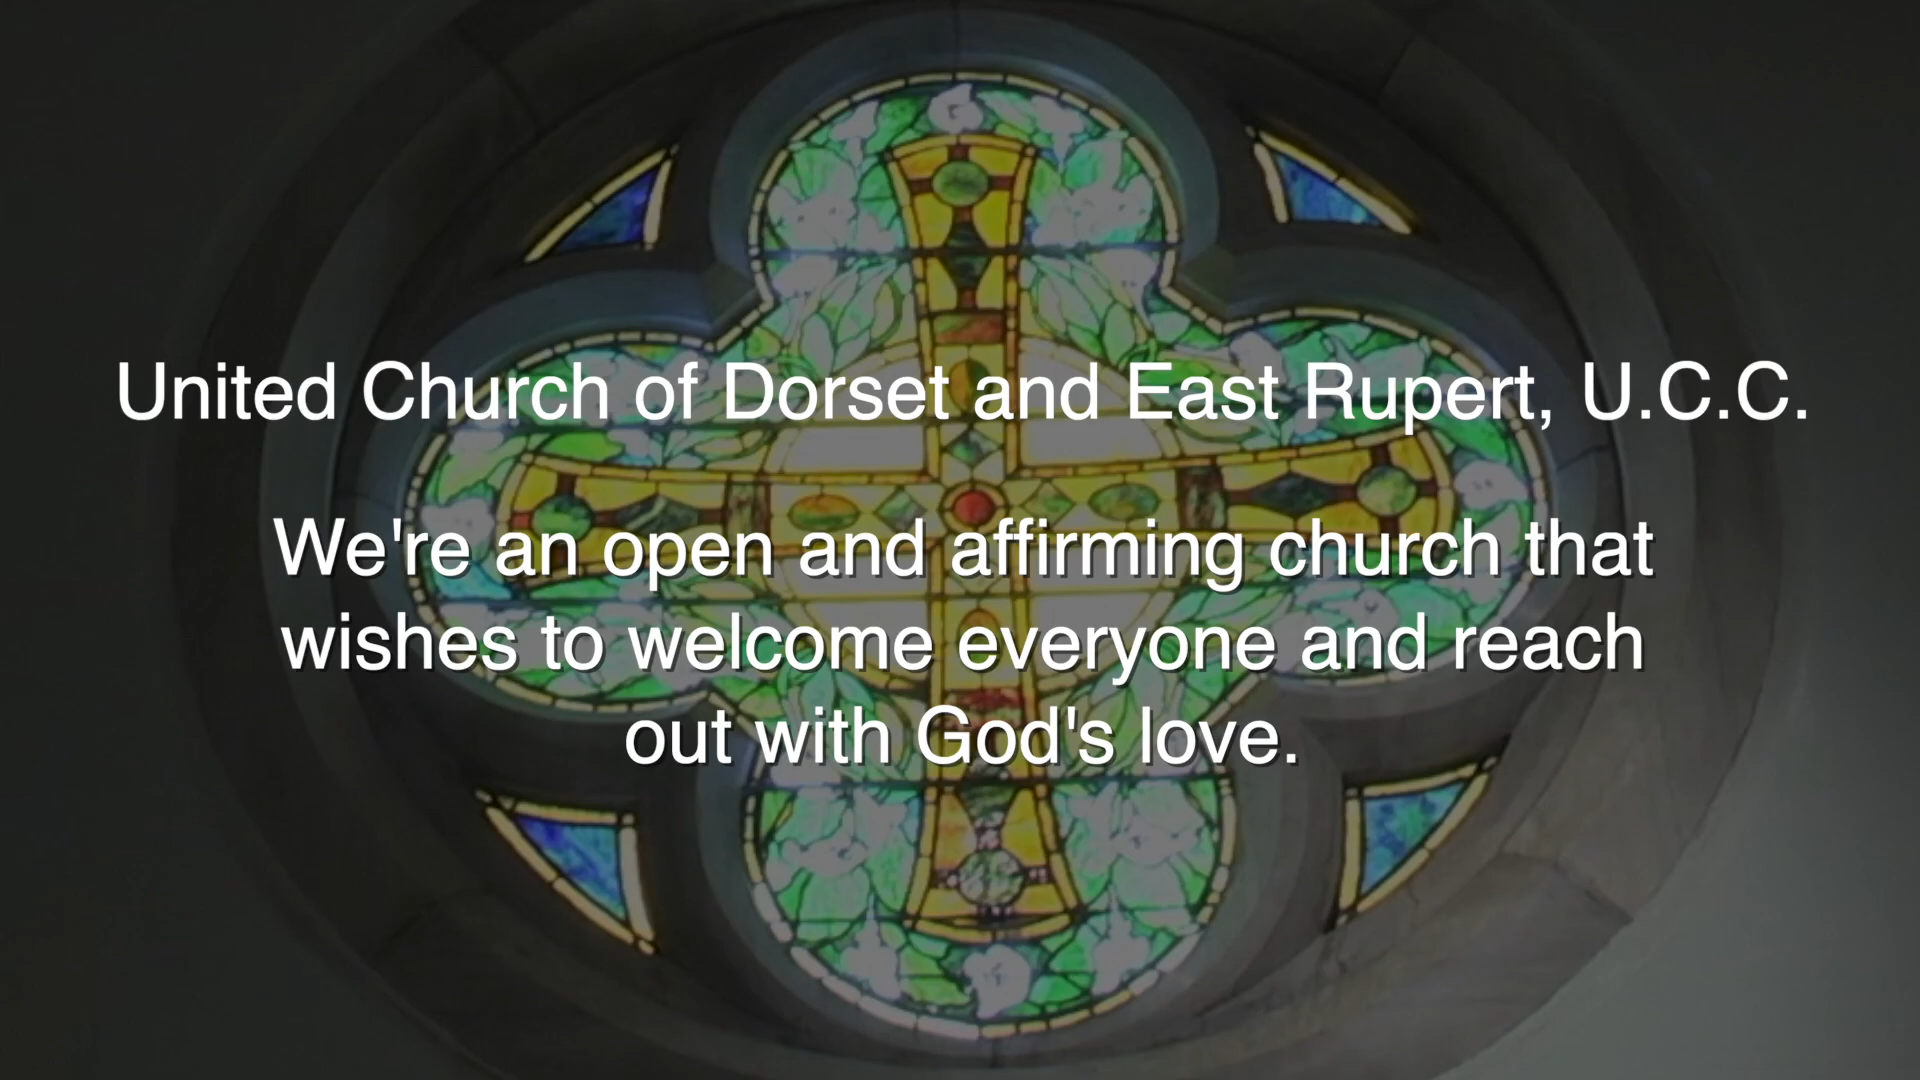 United Church of Dorset and East Rupert, U.C.C.
We're an open and affirming church that
wishes to welcome everyone and reach
out with God's love.